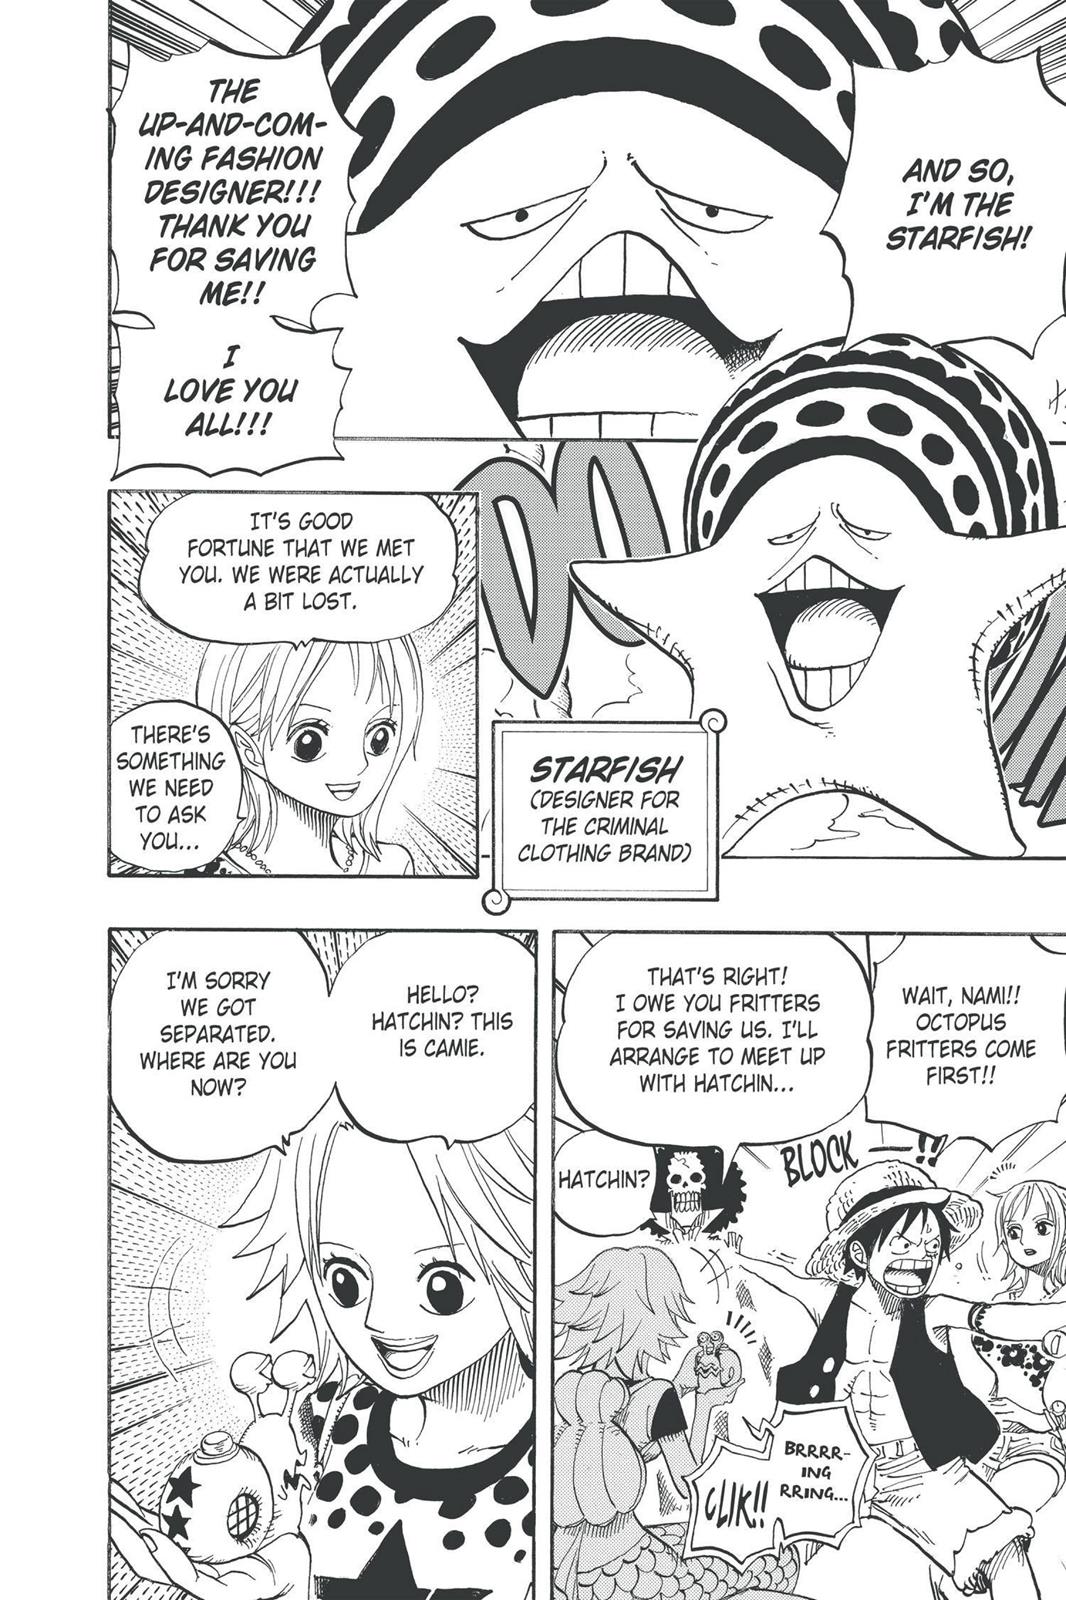 AND SO,
I'M THE
STARFISH!
THE
UP-AND-COM-
ING FASHION
DESIGNER!!!
THANK YOU
FOR SAVING
ME!!
I
LOVE YOU
ALL!!!
STARFISH
(DESIGNER FOR
THE CRIMINAL
CLOTHING BRAND)
IT'S GOOD
FORTUNE THAT WE MET
YOU. WE WERE ACTUALLY
A BIT LOST.
THERE'S
SOMETHING
WE NEED
TO ASK
YOU...
WAIT, NAMI!!
OCTOPUS
FRITTERS COME
FIRST!!
THAT'S RIGHT!
I OWE YOU FRITTERS
FOR SAVING US. I'LL
ARRANGE TO MEET UP
WITH HATCHIN...
BLOCK
!!
HATCHIN?
BRRRR-
ING
RRING...
CLIK!!
HELLO?
HATCHIN? THIS
IS CAMIE.
I'M SORRY
WE GOT
SEPARATED.
WHERE ARE YOU
NOW?